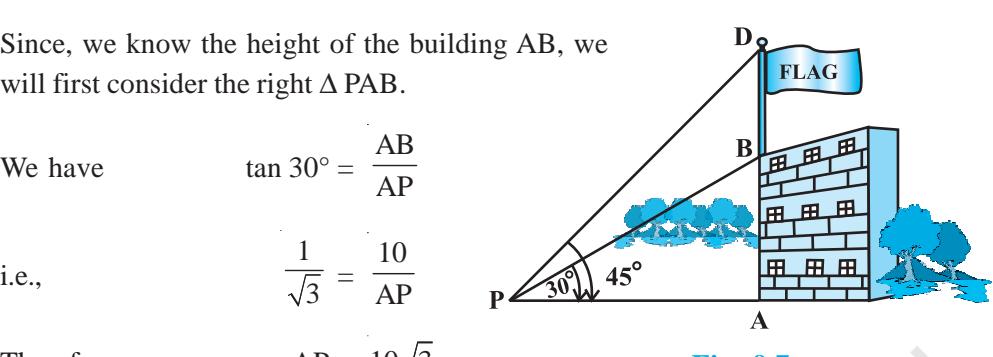 Since, we know the height of the building AB, we
will first consider the right Δ PAB.
We have tan 30° = AB/AP
i.e., 1/√3 = 10/AP
D
FLAG
B
P 30° 45°
A